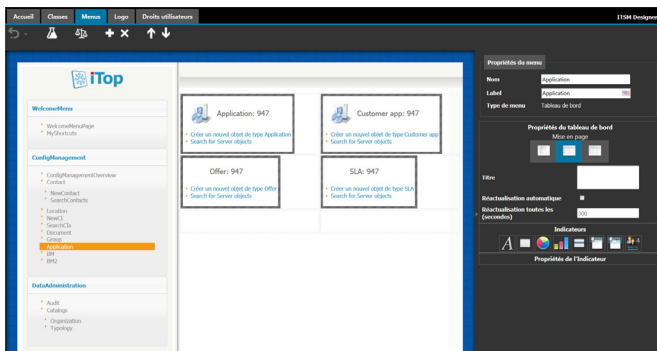 Accueil Classes Menus Logo Droits utilisateurs ITSM Designer
iTop
WelcomeMenu
WelcomeMenuPage
MyShortcuts
ConfigManagement
ConfigManagementOverview
Contact
NewContact
SearchContacts
Location
NewCI
SearchCIs
Document
Group
Application
BM
BM2
DataAdministration
Audit
Catalogs
Organization
Typology
Application: 947
Créer un nouvel objet de type Application
Search for Server objects
Customer app: 947
Créer un nouvel objet de type Customer app
Search for Server objects
Offer: 947
Créer un nouvel objet de type Offer
Search for Server objects
SLA: 947
Créer un nouvel objet de type SLA
Search for Server objects
Propriétés du menu
Nom Application
Label Application
Type de menu Tableau de bord
Propriétés du tableau de bord
Mise en page
Titre
Réactualisation automatique
Réactualisation toutes les
(secondes) 300
Indicateurs
A
Propriétés de l'Indicateur